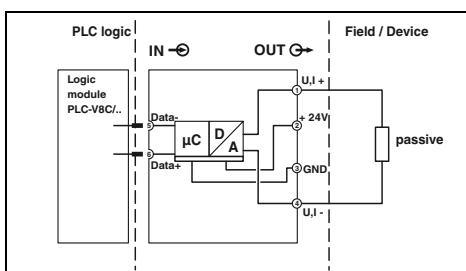 PLC logic
IN
OUT
Field / Device
Logic
module
PLC-V8C/..
U,I +
1
Data-
5
+ 24V
2
µC
D
A
passive
6
Data+
3
GND
4
U,I -